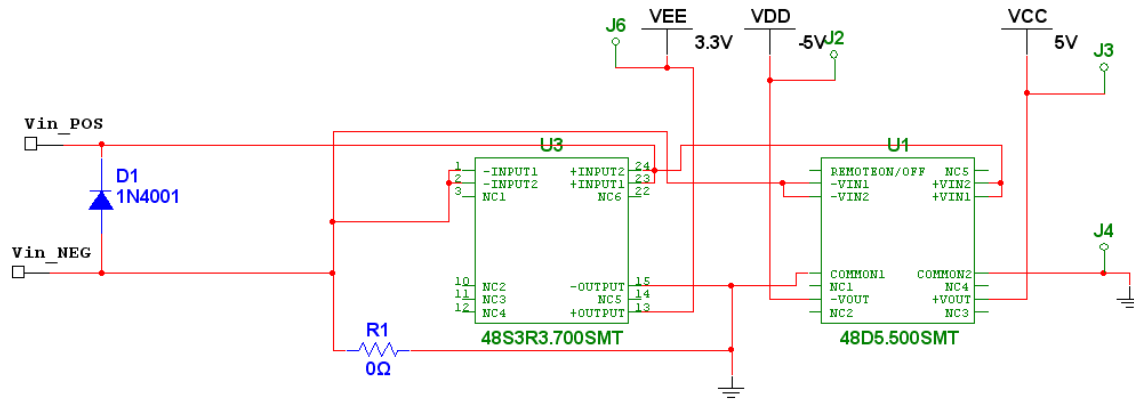 VEE
3.3V
VDD
-5V
VCC
5V
J6
J2
J3
Vin_POS
D1
1N4001
Vin_NEG
U3
1 -INPUT1 +INPUT2 24
2 -INPUT2 +INPUT1 23
3 NC1 NC6 22
10 NC2 -OUTPUT 15
11 NC3 NC5 14
12 NC4 +OUTPUT 13
48S3R3.700SMT
U1
REMOTEON/OFF NC5
-VIN1 +VIN2
-VIN2 +VIN1
COMMON1 COMMON2
NC1 NC4
-VOUT +VOUT
NC2 NC3
48D5.500SMT
J4
R1
0Ω